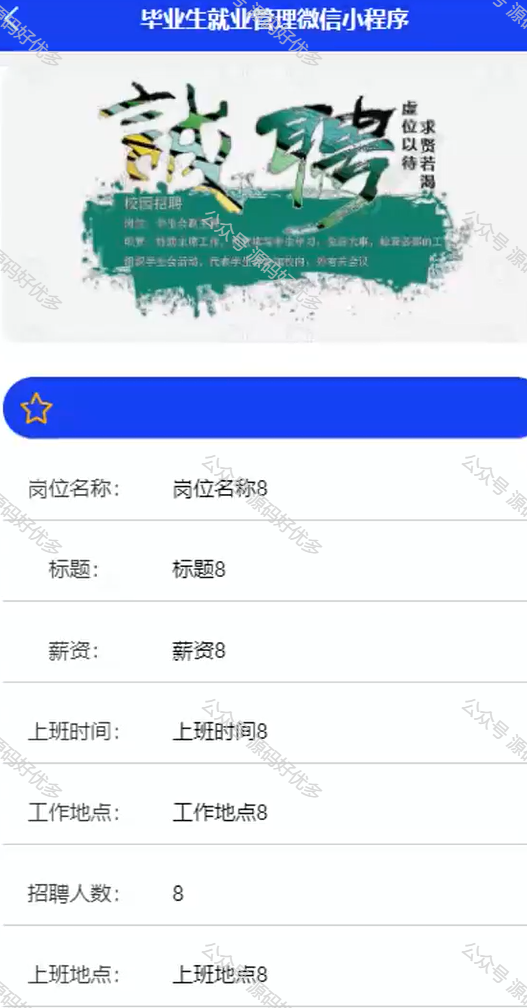 毕业生就业管理微信小程序
誠聘
虚位以待
求贤若渴
校园招聘
岗位名称： 岗位名称8
标题： 标题8
薪资： 薪资8
上班时间： 上班时间8
工作地点： 工作地点8
招聘人数： 8
上班地点： 上班地点8
公众号 源码好优多